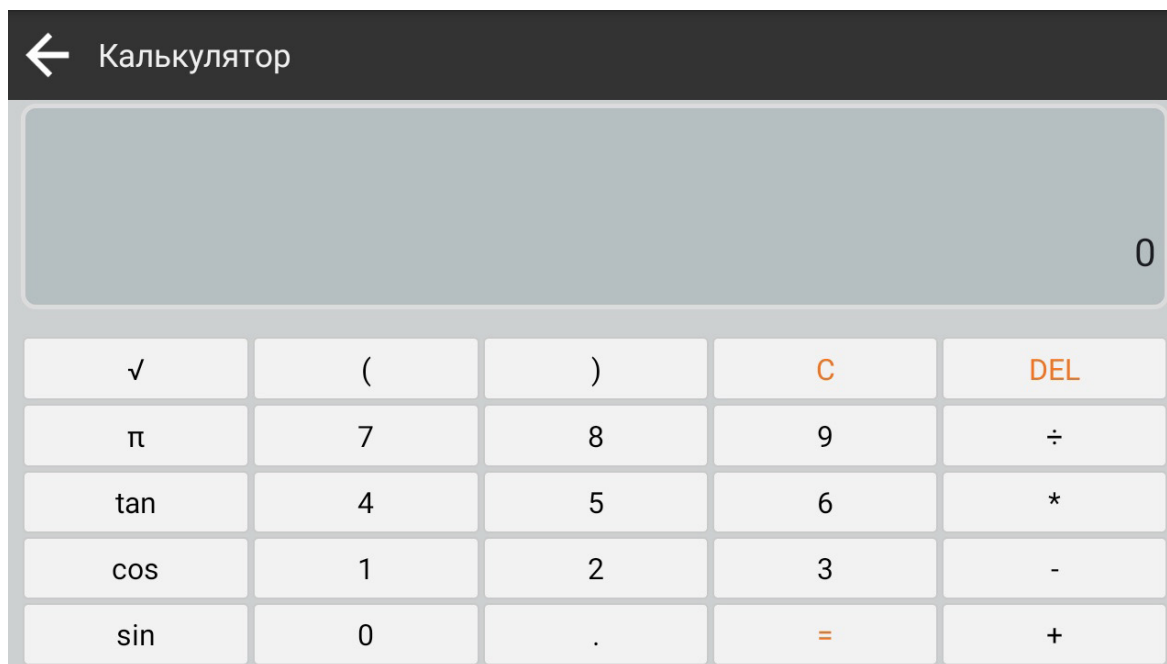 Калькулятор
0
√ ( ) C DEL
π 7 8 9 ÷
tan 4 5 6 *
cos 1 2 3 -
sin 0 . = +